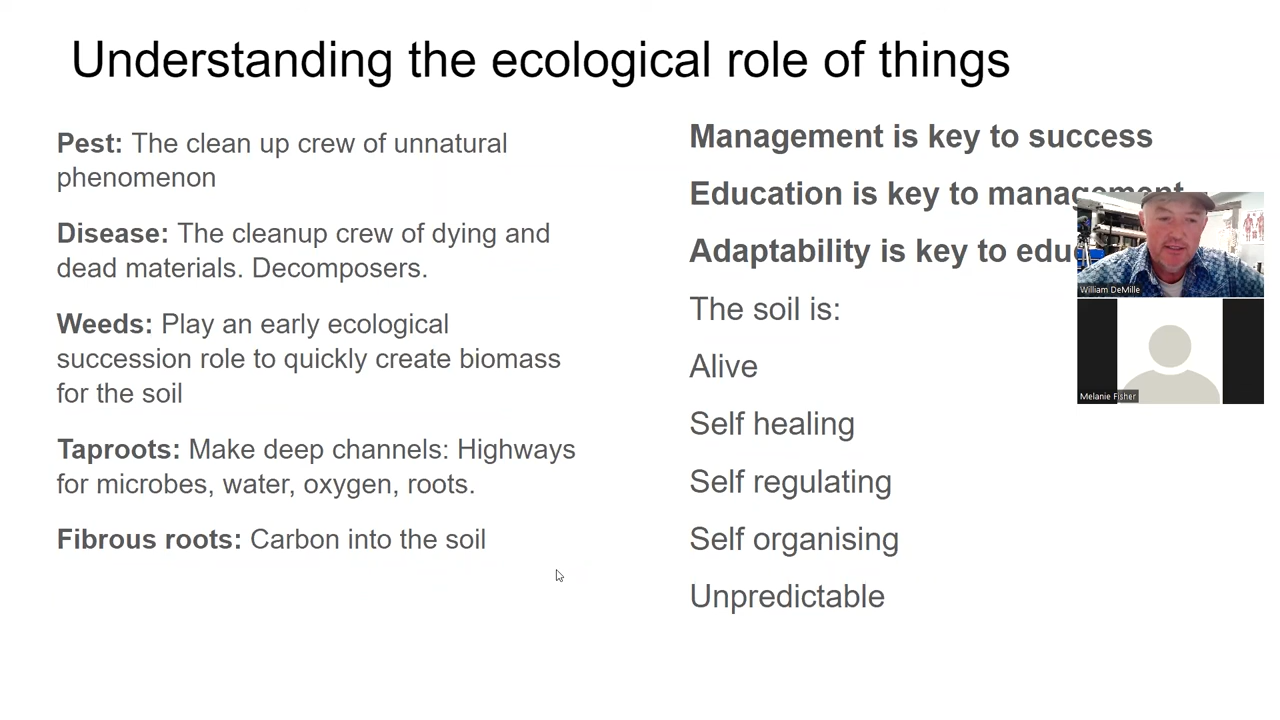 Understanding the ecological role of things
Pest: The clean up crew of unnatural
phenomenon
Disease: The cleanup crew of dying and
dead materials. Decomposers.
Weeds: Play an early ecological
succession role to quickly create biomass
for the soil
Taproots: Make deep channels: Highways
for microbes, water, oxygen, roots.
Fibrous roots: Carbon into the soil
Management is key to success
Education is key to management
Adaptability is key to edu
The soil is:
Alive
Self healing
Self regulating
Self organising
Unpredictable
William DeMille
Melanie Fisher